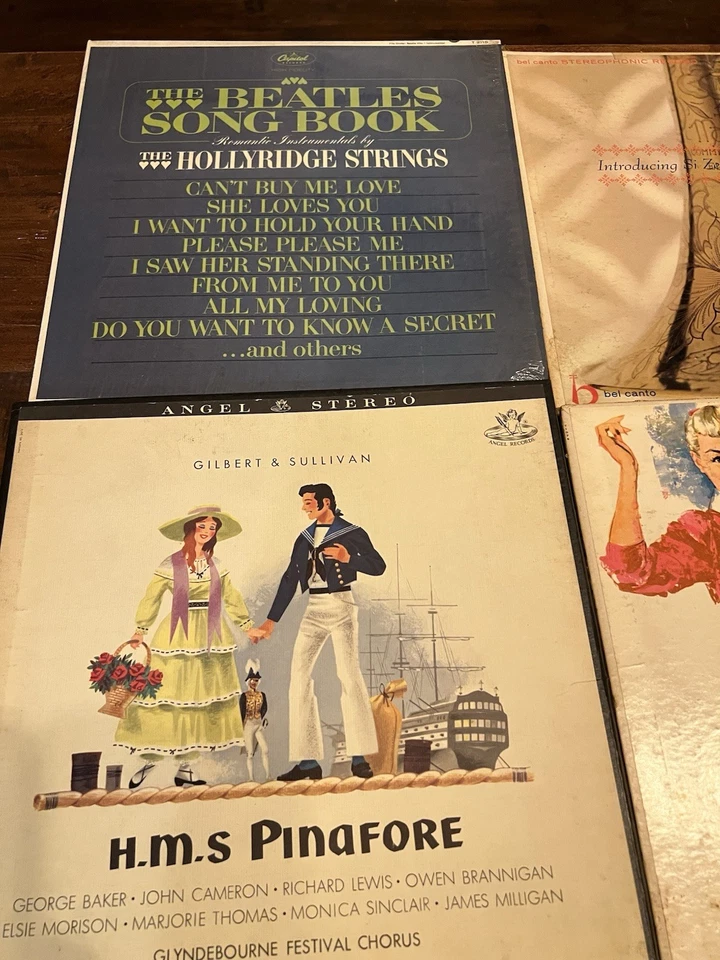 Capitol
THE BEATLES
SONG BOOK
Romantic Instrumentals by
THE HOLLYRIDGE STRINGS
CAN'T BUY ME LOVE
SHE LOVES YOU
I WANT TO HOLD YOUR HAND
PLEASE PLEASE ME
I SAW HER STANDING THERE
FROM ME TO YOU
ALL MY LOVING
DO YOU WANT TO KNOW A SECRET
...and others
bel canto STEREOPHONIC
Introducing Si
b bel canto
ANGEL STEREO
ANGEL RECORDS
GILBERT & SULLIVAN
H.M.S PINAFORE
GEORGE BAKER • JOHN CAMERON • RICHARD LEWIS • OWEN BRANNIGAN
ELSIE MORISON • MARJORIE THOMAS • MONICA SINCLAIR • JAMES MILLIGAN
GLYNDEBOURNE FESTIVAL CHORUS